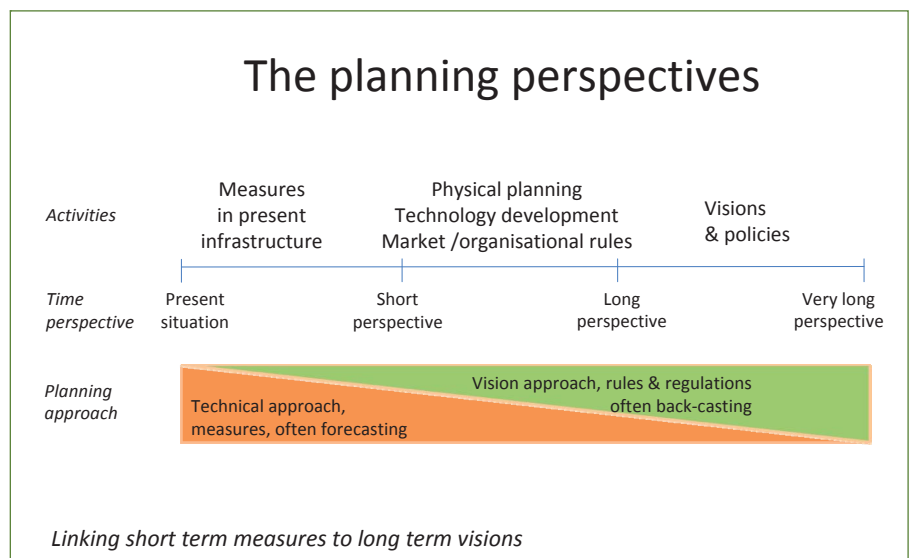 The planning perspectives
Activities
Measures
in present
infrastructure
Physical planning
Technology development
Market /organisational rules
Visions
& policies
Time
perspective
Present
situation
Short
perspective
Long
perspective
Very long
perspective
Planning
approach
Vision approach, rules & regulations
often back-casting
Technical approach,
measures, often forecasting
Linking short term measures to long term visions